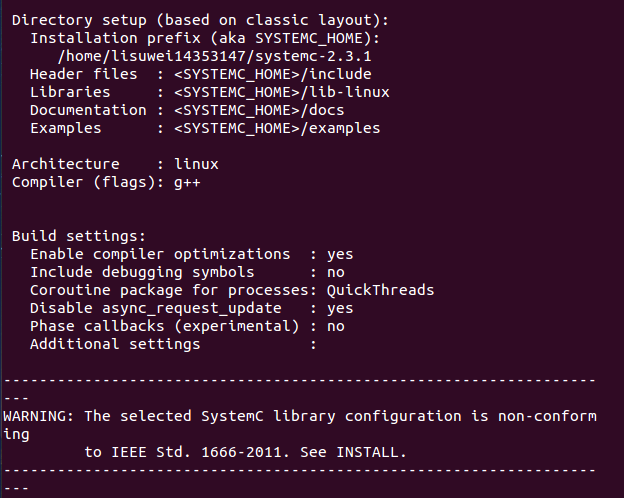 Directory setup (based on classic layout):
Installation prefix (aka SYSTEMC_HOME):
/home/lisuwei14353147/systemc-2.3.1
Header files  : <SYSTEMC_HOME>/include
Libraries     : <SYSTEMC_HOME>/lib-linux
Documentation : <SYSTEMC_HOME>/docs
Examples      : <SYSTEMC_HOME>/examples
Architecture    : linux
Compiler (flags): g++
Build settings:
Enable compiler optimizations  : yes
Include debugging symbols      : no
Coroutine package for processes: QuickThreads
Disable async_request_update   : yes
Phase callbacks (experimental) : no
Additional settings            :
------------------------------------------------------------------
---
WARNING: The selected SystemC library configuration is non-conform
ing
to IEEE Std. 1666-2011. See INSTALL.
------------------------------------------------------------------
---